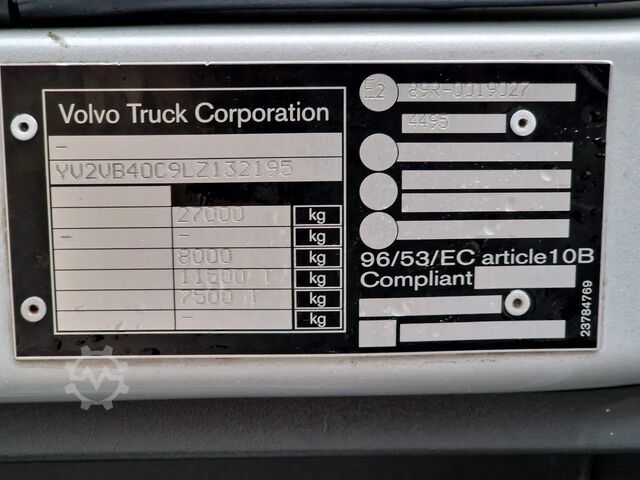 Volvo Truck Corporation
-
YV2VB40C9LZ132195
27000 kg
- - kg
8000 kg
11500/T kg
7500 T kg
- kg
E2 89R-0019027
4495
96/53/EC article10B
Compliant
23784769